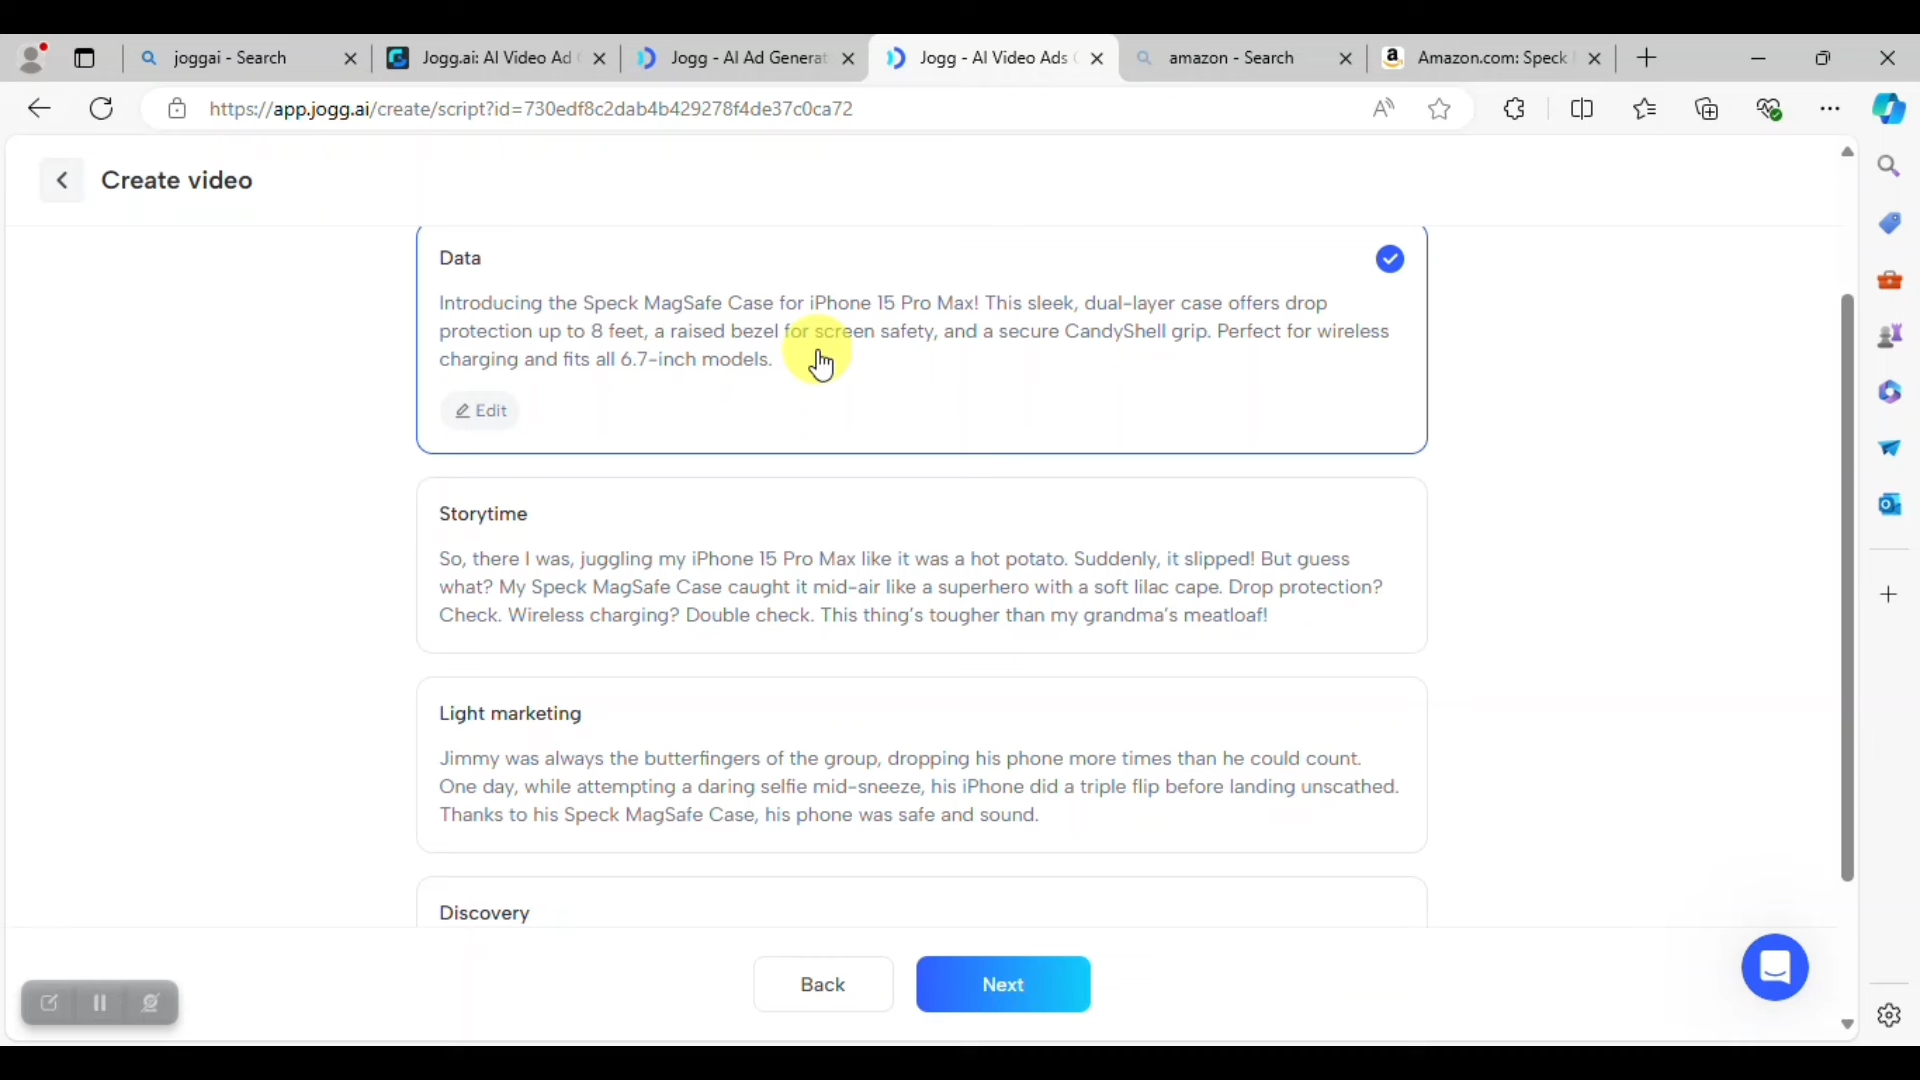 joggai - Search
Jogg.ai: AI Video Ad
Jogg - AI Ad Generat
Jogg - AI Video Ads
amazon - Search
Amazon.com: Speck
https://app.jogg.ai/create/script?id=730edf8c2dab4b429278f4de37c0ca72
Create video
Data
Introducing the Speck MagSafe Case for iPhone 15 Pro Max! This sleek, dual-layer case offers drop
protection up to 8 feet, a raised bezel for screen safety, and a secure CandyShell grip. Perfect for wireless
charging and fits all 6.7-inch models.
Edit
Storytime
So, there I was, juggling my iPhone 15 Pro Max like it was a hot potato. Suddenly, it slipped! But guess
what? My Speck MagSafe Case caught it mid-air like a superhero with a soft lilac cape. Drop protection?
Check. Wireless charging? Double check. This thing's tougher than my grandma's meatloaf!
Light marketing
Jimmy was always the butterfingers of the group, dropping his phone more times than he could count.
One day, while attempting a daring selfie mid-sneeze, his iPhone did a triple flip before landing unscathed.
Thanks to his Speck MagSafe Case, his phone was safe and sound.
Discovery
Back
Next